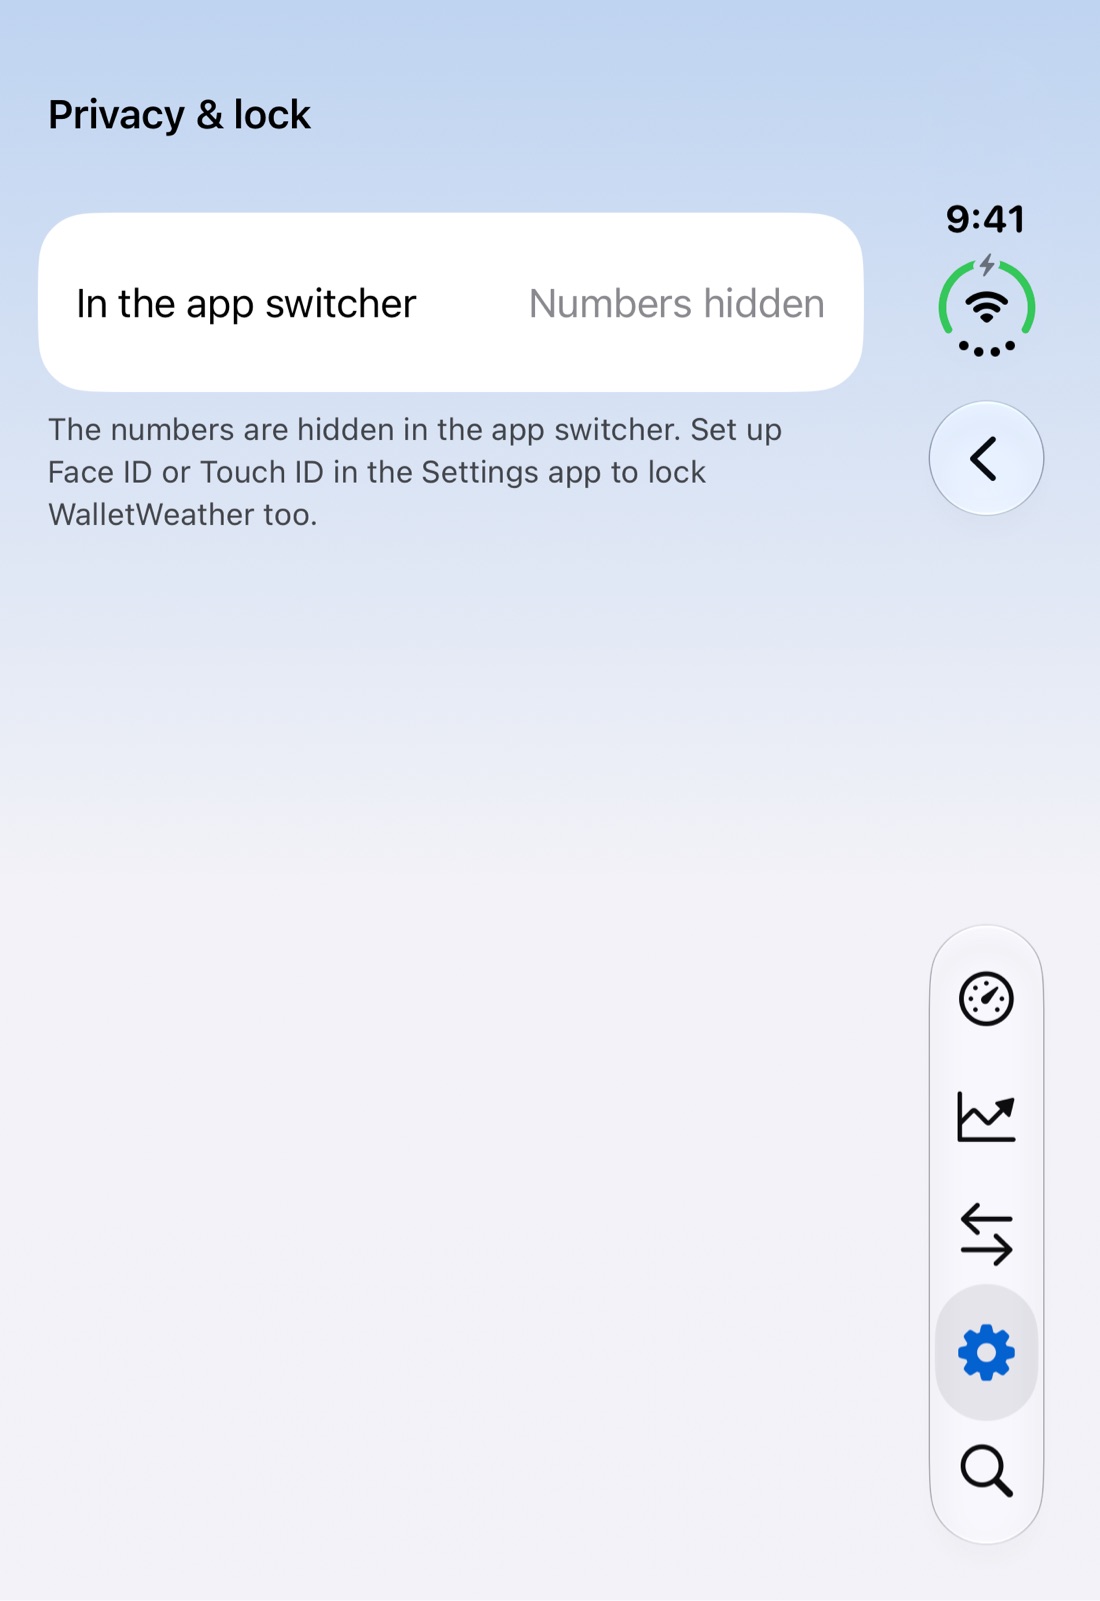 Privacy & lock
9:41
In the app switcher Numbers hidden
The numbers are hidden in the app switcher. Set up
Face ID or Touch ID in the Settings app to lock
WalletWeather too.